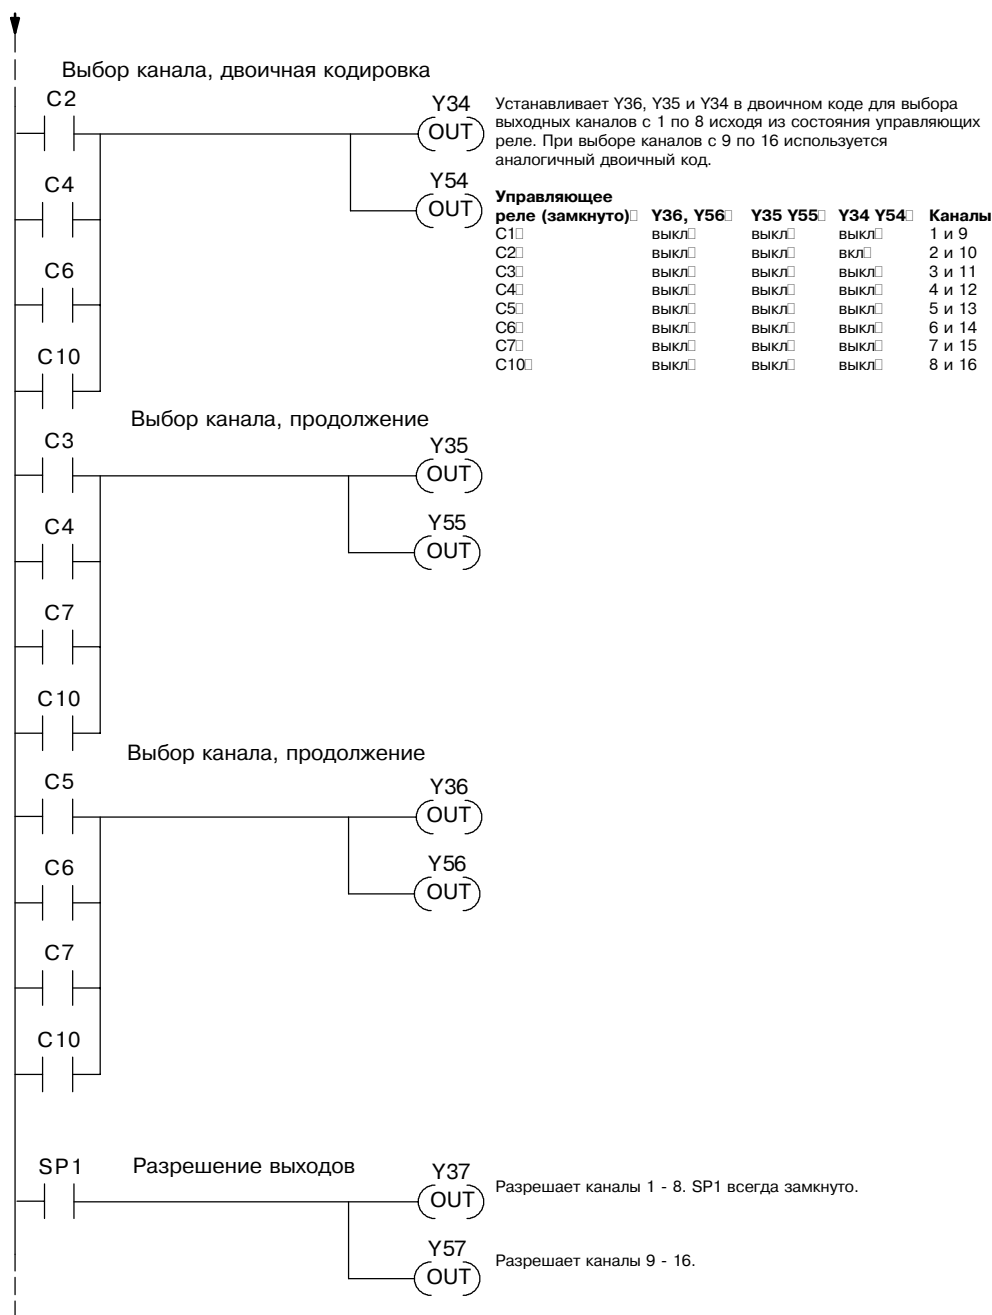 Выбор канала, двоичная кодировка
C2
Y34
OUT
Устанавливает Y36, Y35 и Y34 в двоичном коде для выбора
выходных каналов с 1 по 8 исходя из состояния управляющих
реле. При выборе каналов с 9 по 16 используется
аналогичный двоичный код.
C4
Y54
OUT
Управляющее
реле (замкнуто) Y36, Y56 Y35 Y55 Y34 Y54 Каналы
C1 выкл выкл выкл 1 и 9
C2 выкл выкл вкл 2 и 10
C3 выкл выкл выкл 3 и 11
C4 выкл выкл выкл 4 и 12
C5 выкл выкл выкл 5 и 13
C6 выкл выкл выкл 6 и 14
C7 выкл выкл выкл 7 и 15
C10 выкл выкл выкл 8 и 16
C6
C10
Выбор канала, продолжение
C3
Y35
OUT
C4
Y55
OUT
C7
C10
Выбор канала, продолжение
C5
Y36
OUT
C6
Y56
OUT
C7
C10
SP1
Разрешение выходов
Y37
OUT
Разрешает каналы 1 - 8. SP1 всегда замкнуто.
Y57
OUT
Разрешает каналы 9 - 16.